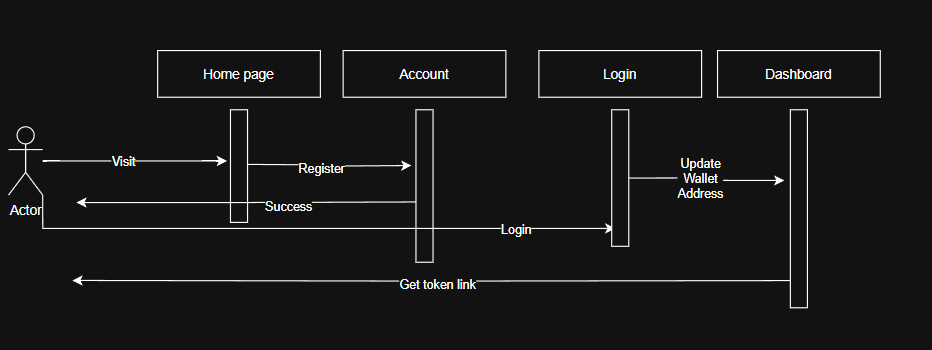 Home page
Account
Login
Dashboard
Visit
Register
Update
Wallet
Address
Success
Actor
Login
Get token link